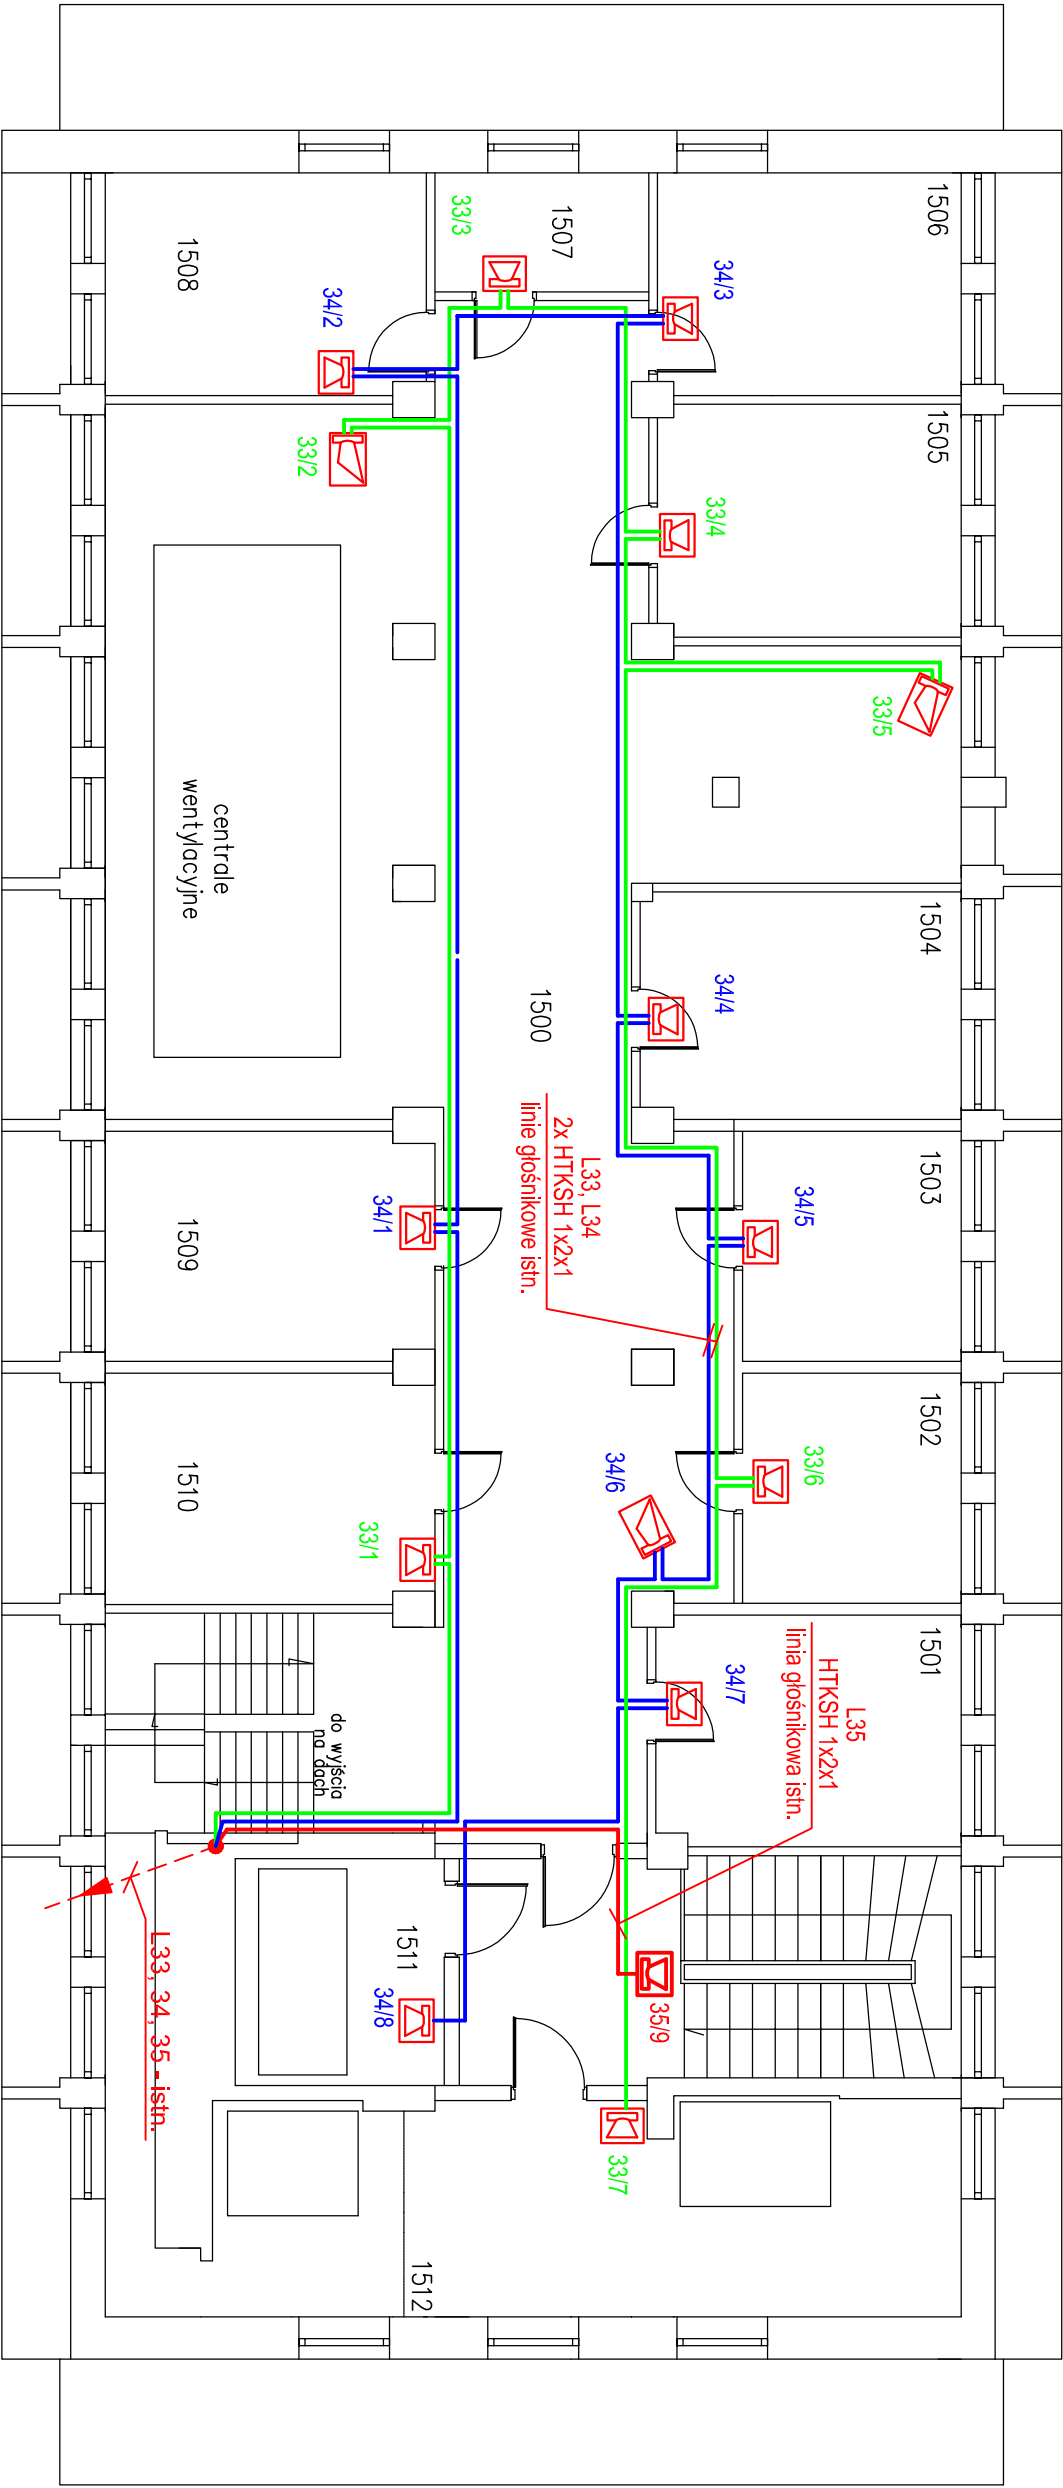 1506
34/3
1507
33/3
1508
34/2
1505
33/4
33/2
33/5
centrale
wentylacyjne
1504
34/4
1500
L33, L34
2x HTKSH 1x2x1
linie głośnikowe istn.
1503
34/5
34/1
1509
1502
33/6
34/6
33/1
1510
1501
34/7
L35
HTKSH 1x2x1
linia głośnikowa istn.
do wyjścia
na dach
1511
34/8
35/9
L33, 34, 35 - istn.
33/7
1512